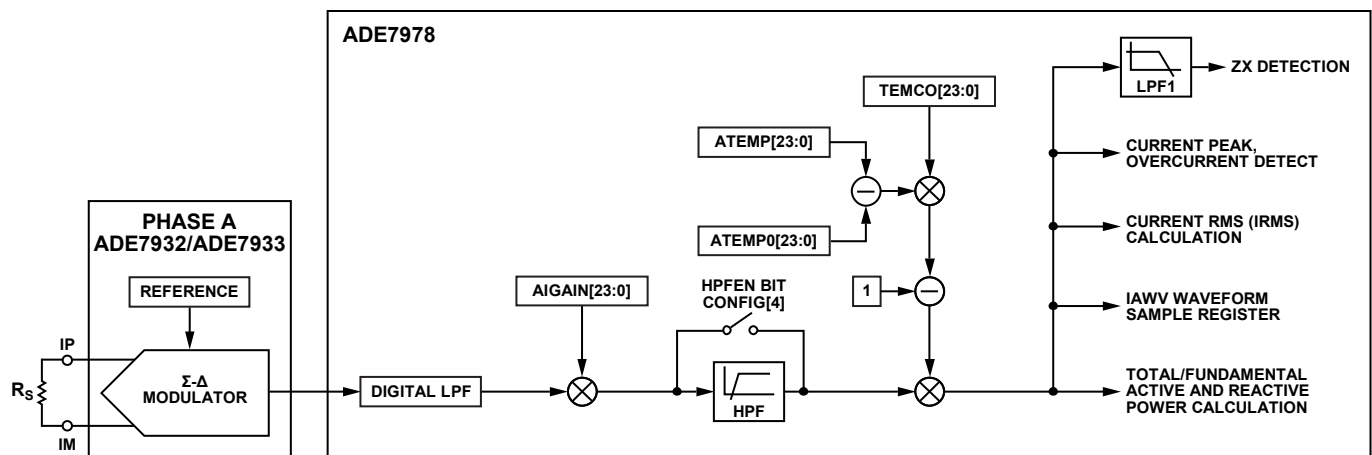 ADE7978
LPF1
ZX DETECTION
TEMCO[23:0]
ATEMP[23:0]
CURRENT PEAK,
OVERCURRENT DETECT
PHASE A
ADE7932/ADE7933
ATEMP0[23:0]
CURRENT RMS (IRMS)
CALCULATION
REFERENCE
AIGAIN[23:0]
HPFEN BIT
CONFIG[4]
1
IAWV WAVEFORM
SAMPLE REGISTER
IP
RS
Σ-Δ
MODULATOR
DIGITAL LPF
HPF
TOTAL/FUNDAMENTAL
ACTIVE AND REACTIVE
POWER CALCULATION
IM